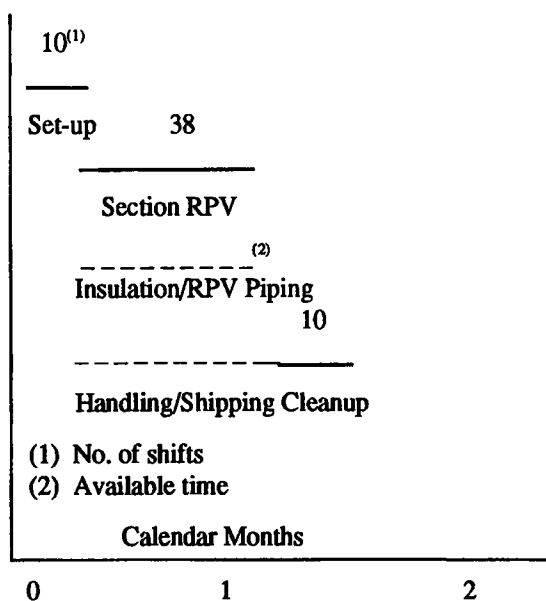 10(1)
Set-up 38
Section RPV
(2)
Insulation/RPV Piping
10
Handling/Shipping Cleanup
(1) No. of shifts
(2) Available time
Calendar Months
0 1 2